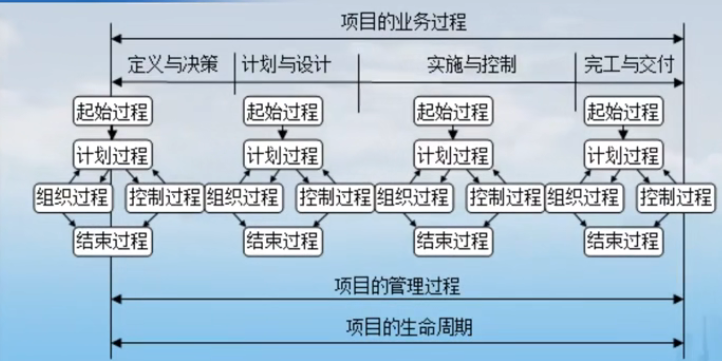 项目的业务过程
定义与决策 计划与设计 实施与控制 完工与交付
起始过程 起始过程 起始过程 起始过程
计划过程 计划过程 计划过程 计划过程
组织过程 控制过程 组织过程 控制过程 组织过程 控制过程 组织过程 控制过程
结束过程 结束过程 结束过程 结束过程
项目的管理过程
项目的生命周期